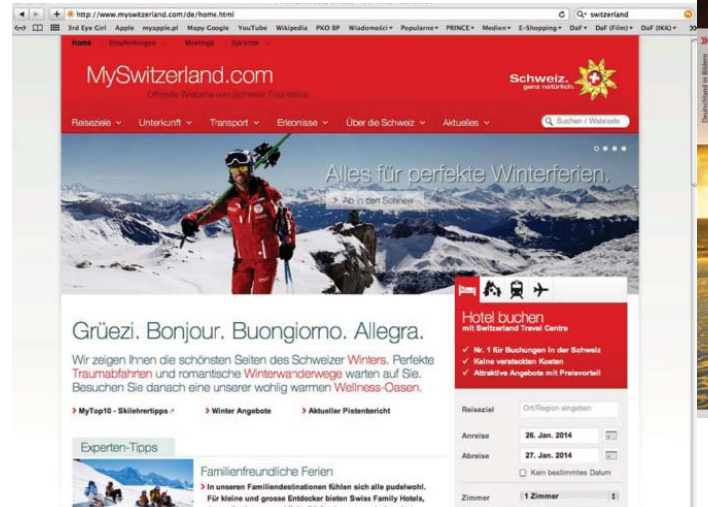 http://www.myswitzerland.com/de/home.html
switzerland
3rd Eye Girl Apple myapple.pl Mapy Google YouTube Wikipedia PKO BP Wiadomości Popularne PRINCE Medien E-Shopping DaF DaF (Film) DaF (IKK)
Home Empfehlungen Meetings Sprache
MySwitzerland.com
Offizielle Website von Schweiz Tourismus
Schweiz.
ganz natürlich.
Reiseziele Unterkunft Transport Erlebnisse Über die Schweiz Aktuelles
Suchen / Webcode
Alles für perfekte Winterferien.
Ab in den Schnee
Grüezi. Bonjour. Buongiorno. Allegra.
Wir zeigen Ihnen die schönsten Seiten des Schweizer Winters. Perfekte
Traumabfahrten und romantische Winterwanderwege warten auf Sie.
Besuchen Sie danach eine unserer wohlig warmen Wellness-Oasen.
MyTop10 - Skilehrertipps Winter Angebote Aktueller Pistenbericht
Experten-Tipps
Familienfreundliche Ferien
In unseren Familiendestinationen fühlen sich alle pudelwohl.
Für kleine und grosse Entdecker bieten Swiss Family Hotels,
Hotel buchen
mit Switzerland Travel Centre
Nr. 1 für Buchungen in der Schweiz
Keine versteckten Kosten
Attraktive Angebote mit Preisvorteil
Reiseziel Ort/Region eingeben
Anreise 26. Jan. 2014
Abreise 27. Jan. 2014
Kein bestimmtes Datum
Zimmer 1 Zimmer
Deutschland in Bildern